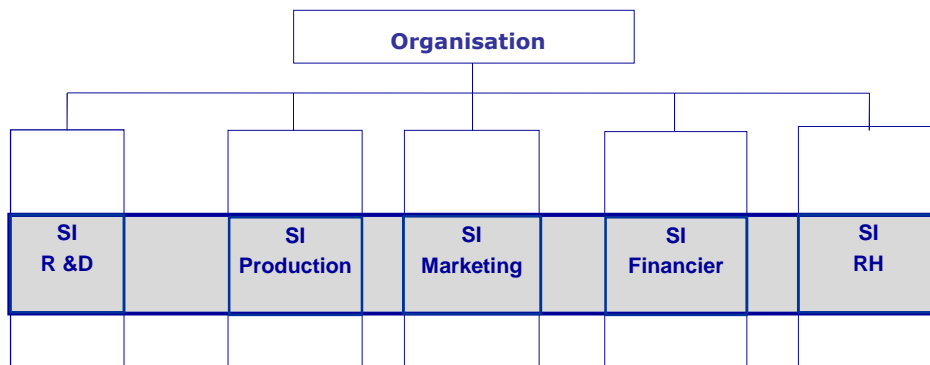 Organisation
SI
R &D
SI
Production
SI
Marketing
SI
Financier
SI
RH